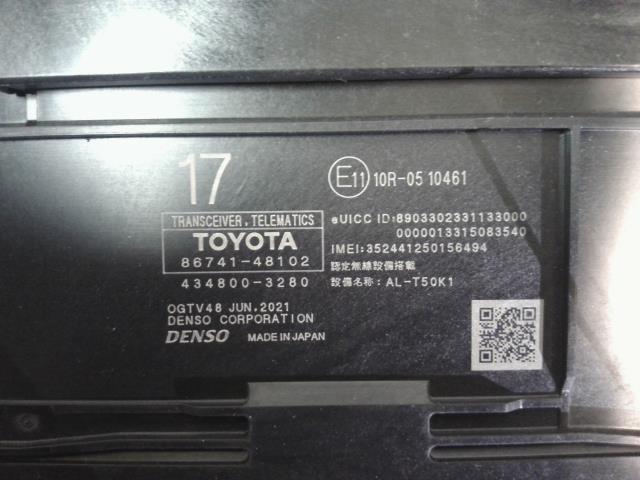 17
TRANSCEIVER, TELEMATICS
TOYOTA
86741-48102
434800-3280
OGTV48 JUN,2021
DENSO CORPORATION
DENSO MADE IN JAPAN
E11 10R-05 10461
eUICC ID:8903302331133000
0000013315083540
IMEI:352441250156494
認定無線設備搭載
設備名称: AL-T50K1